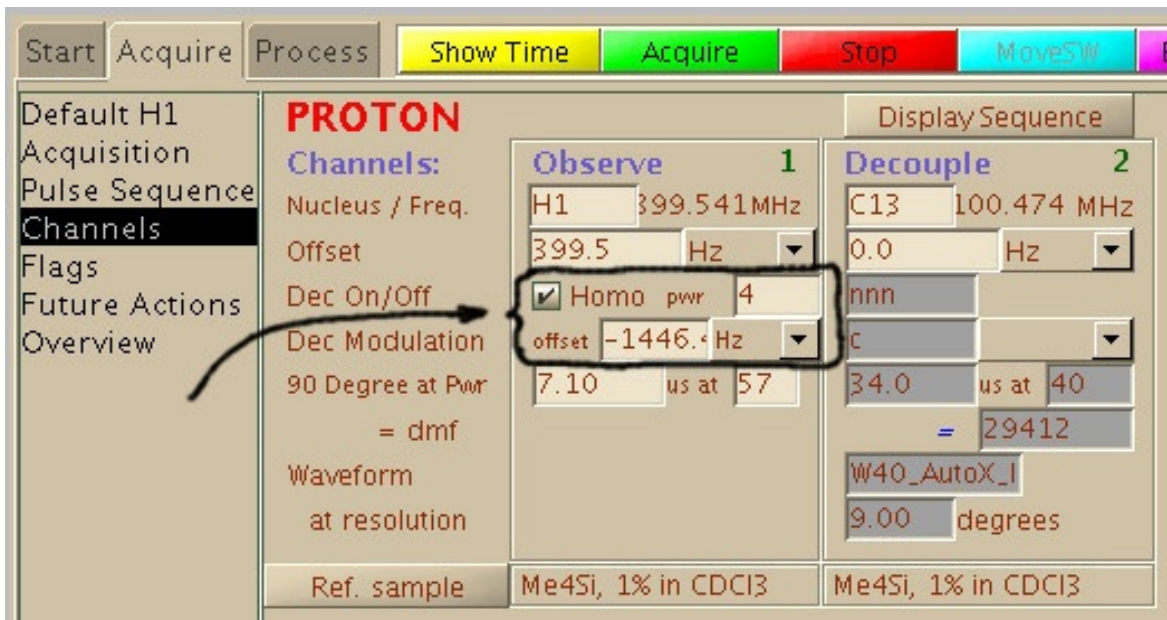 Start Acquire Process Show Time Acquire Stop MoveSW
Default H1
Acquisition
Pulse Sequence
Channels
Flags
Future Actions
Overview
PROTON Display Sequence
Channels: Observe 1 Decouple 2
Nucleus / Freq. H1 399.541MHz C13 100.474 MHz
Offset 399.5 Hz 0.0 Hz
Dec On/Off Homo pwr 4 nnn
Dec Modulation offset -1446. Hz c
90 Degree at Pwr 7.10 us at 57 34.0 us at 40
= dmf = 29412
Waveform W40_AutoX_
at resolution 9.00 degrees
Ref. sample Me4Si, 1% in CDCl3 Me4Si, 1% in CDCl3